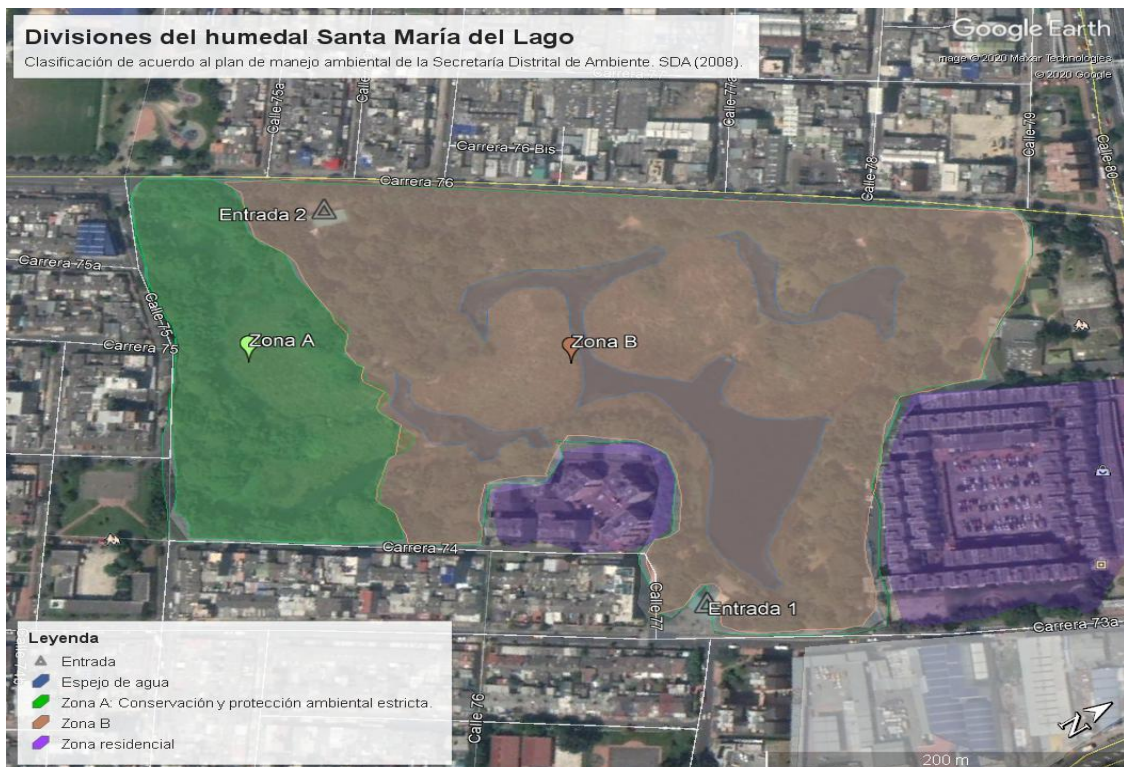 Divisiones del humedal Santa María del Lago
Clasificación de acuerdo al plan de manejo ambiental de la Secretaría Distrital de Ambiente. SDA (2008).
Google Earth
mage © 2020 Maxar Technologies
© 2020 Google
Calle 75a
Calle 77a
Calle 79
Calle 80
Carrera 76 Bis
Calle 78
Carrera 76
Entrada 2
Carrera 75a
Calle 75
Carrera 75
Zona A
Zona B
Carrera 74
Calle 77
Entrada 1
Carrera 73a
Calle 76
Leyenda
Entrada
Espejo de agua
Zona A: Conservación y protección ambiental estricta.
Zona B
Zona residencial
N
200 m